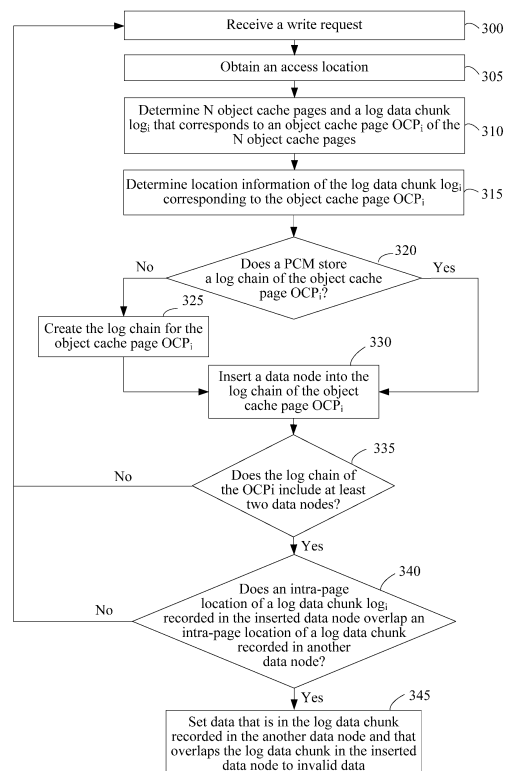 Receive a write request
300
Obtain an access location
305
Determine N object cache pages and a log data chunk
logi that corresponds to an object cache page OCPi of the
N object cache pages
310
Determine location information of the log data chunk logi
corresponding to the object cache page OCPi
315
320
Does a PCM store
a log chain of the object cache
page OCPi?
No
Yes
325
Create the log chain for the
object cache page OCPi
330
Insert a data node into the
log chain of the object
cache page OCPi
335
Does the log chain of
the OCPi include at least
two data nodes?
No
Yes
340
Does an intra-page
location of a log data chunk logi
recorded in the inserted data node overlap an
intra-page location of a log data chunk
recorded in another
data node?
No
Yes
345
Set data that is in the log data chunk
recorded in the another data node and that
overlaps the log data chunk in the inserted
data node to invalid data